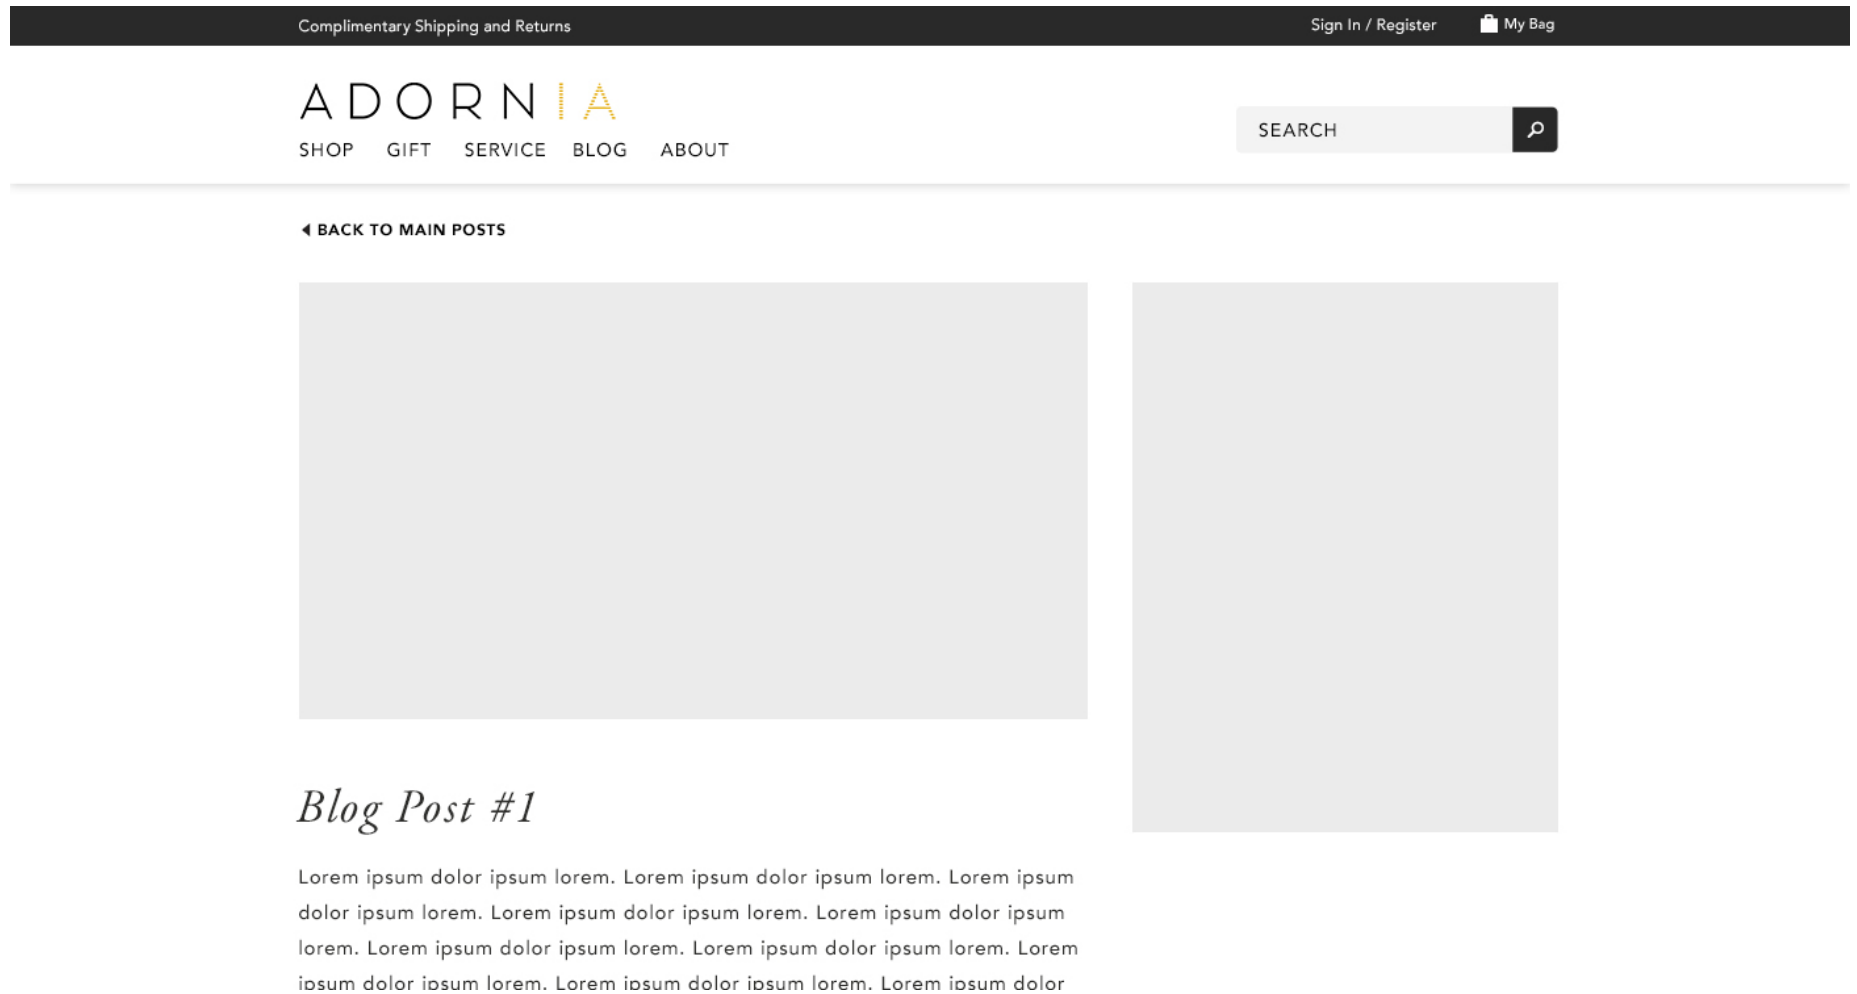 Complimentary Shipping and Returns
Sign In / Register
My Bag
ADORNIA
SHOP GIFT SERVICE BLOG ABOUT
SEARCH
BACK TO MAIN POSTS
Blog Post #1
Lorem ipsum dolor ipsum lorem. Lorem ipsum dolor ipsum lorem. Lorem ipsum
dolor ipsum lorem. Lorem ipsum dolor ipsum lorem. Lorem ipsum dolor ipsum
lorem. Lorem ipsum dolor ipsum lorem. Lorem ipsum dolor ipsum lorem. Lorem
ipsum dolor ipsum lorem. Lorem ipsum dolor ipsum lorem. Lorem ipsum dolor